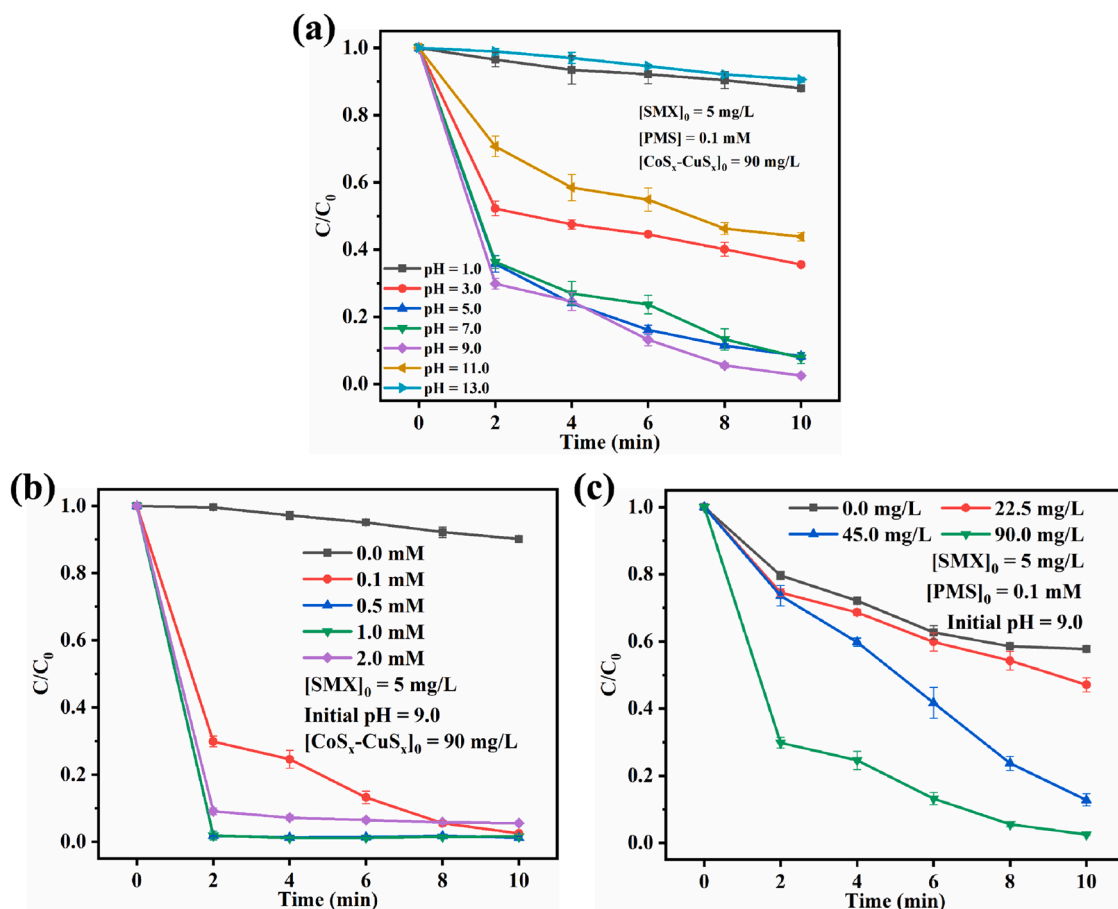 (a)
1.0
0.8
0.6
0.4
0.2
0.0
C/C₀
[SMX]₀ = 5 mg/L
[PMS] = 0.1 mM
[CoSₓ-CuSₓ]₀ = 90 mg/L
pH = 1.0
pH = 3.0
pH = 5.0
pH = 7.0
pH = 9.0
pH = 11.0
pH = 13.0
0 2 4 6 8 10
Time (min)
(b)
1.0
0.8
0.6
0.4
0.2
0.0
C/C₀
0.0 mM
0.1 mM
0.5 mM
1.0 mM
2.0 mM
[SMX]₀ = 5 mg/L
Initial pH = 9.0
[CoSₓ-CuSₓ]₀ = 90 mg/L
0 2 4 6 8 10
Time (min)
(c)
1.0
0.8
0.6
0.4
0.2
0.0
C/C₀
0.0 mg/L 22.5 mg/L
45.0 mg/L 90.0 mg/L
[SMX]₀ = 5 mg/L
[PMS]₀ = 0.1 mM
Initial pH = 9.0
0 2 4 6 8 10
Time (min)